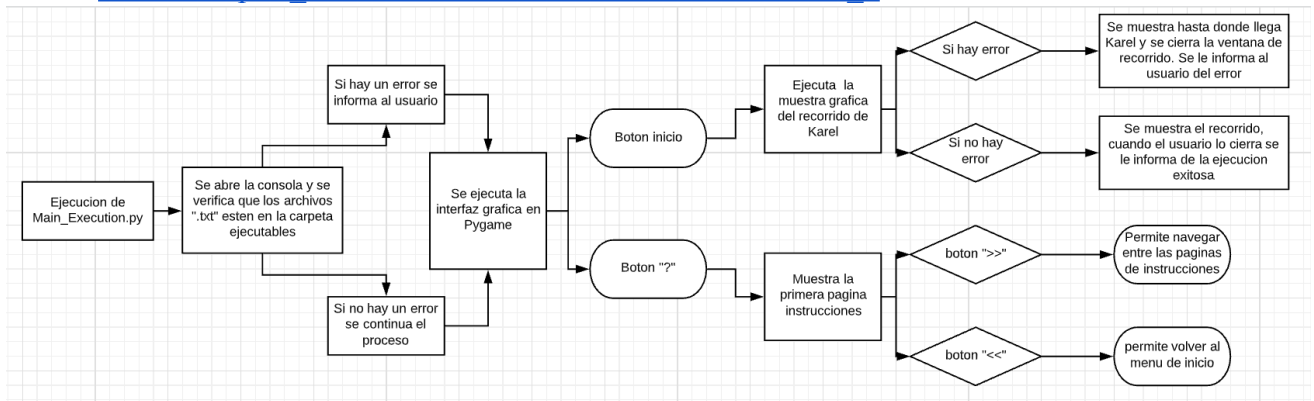 Ejecucion de
Main_Execution.py
Se abre la consola y se
verifica que los archivos
".txt" esten en la carpeta
ejecutables
Si hay un error se
informa al usuario
Si no hay un error
se continua el
proceso
Se ejecuta la
interfaz grafica en
Pygame
Boton inicio
Ejecuta la
muestra grafica
del recorrido de
Karel
Si hay error
Se muestra hasta donde llega
Karel y se cierra la ventana de
recorrido. Se le informa al
usuario del error
Si no hay
error
Se muestra el recorrido,
cuando el usuario lo cierra se
le informa de la ejecucion
exitosa
Boton "?"
Muestra la
primera pagina
instrucciones
boton ">>"
Permite navegar
entre las paginas
de instrucciones
boton "<<"
permite volver al
menu de inicio